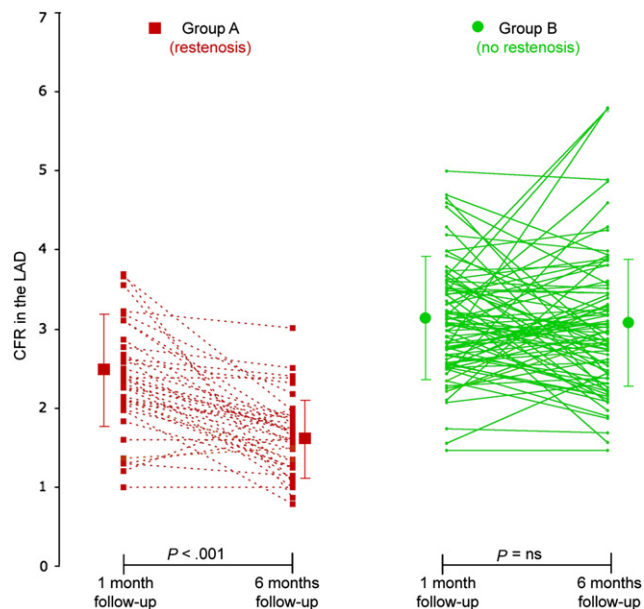 7
Group A
(restenosis)
Group B
(no restenosis)
6
5
4
3
2
1
0
CFR in the LAD
P < .001
P = ns
1 month
follow-up
6 months
follow-up
1 month
follow-up
6 months
follow-up